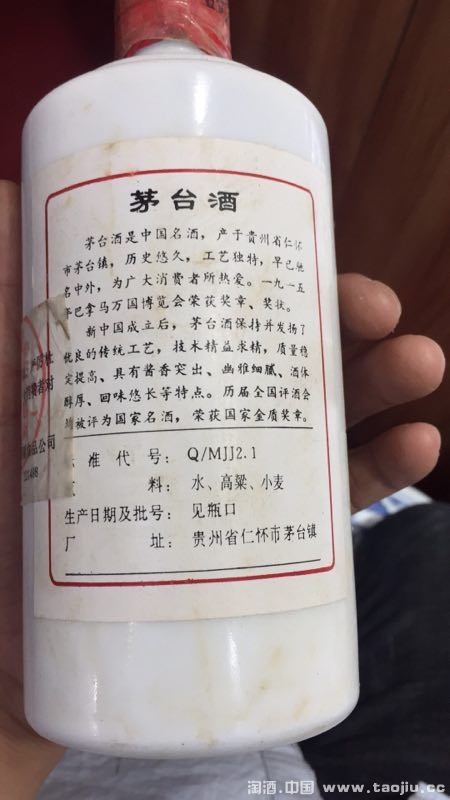 茅台酒
茅台酒是中国名酒，产于贵州省仁怀
市茅台镇，历史悠久，工艺独特，早已驰
名中外，为广大消费者所热爱。一九一五
年巴拿马万国博览会荣获奖章、奖状。
新中国成立后，茅台酒保持并发扬了
优良的传统工艺，技术精益求精，质量稳
定提高、具有酱香突出、幽雅细腻、酒体
醇厚、回味悠长等特点。历届全国评酒会
被评为国家名酒，荣获国家金质奖章。
准代号：Q/MJJ2.1
料：水、高粱、小麦
生产日期及批号：见瓶口
厂址：贵州省仁怀市茅台镇
品公司
淘酒.中国 www.taojiu.cc